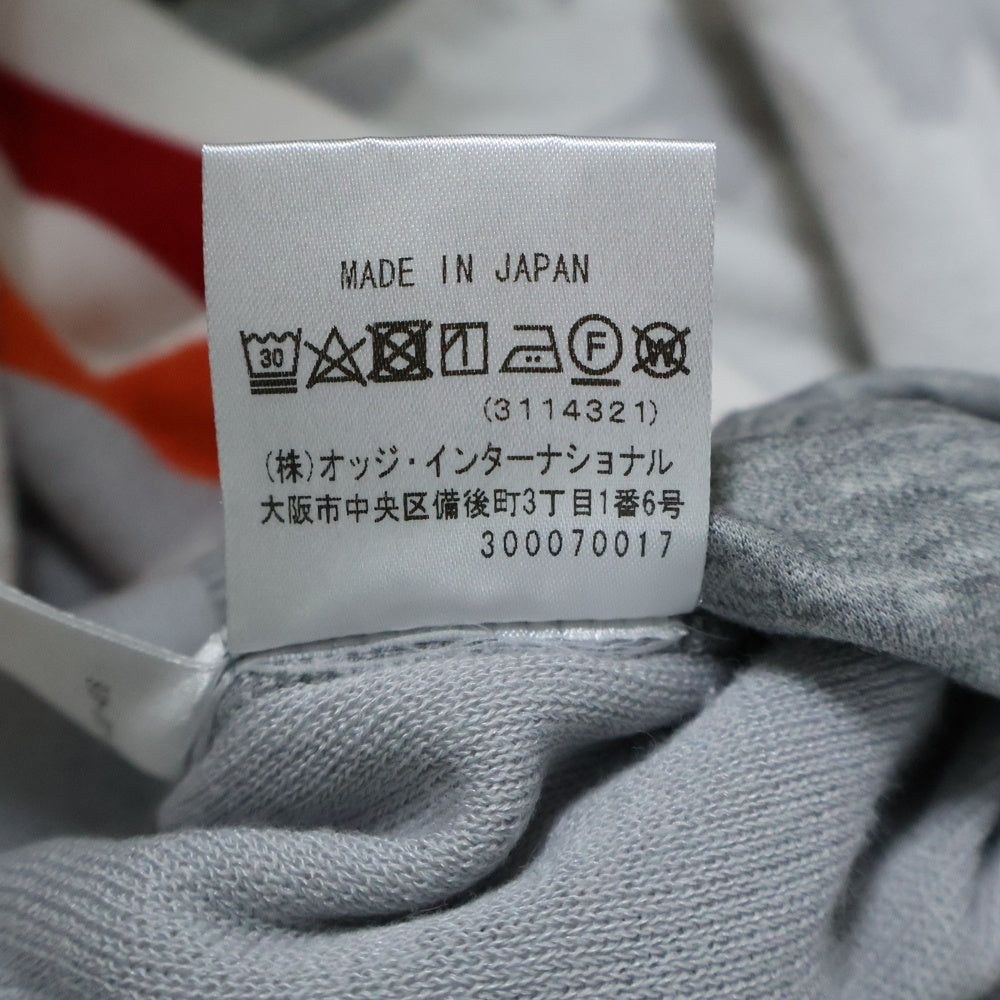 MADE IN JAPAN
30 F W
(3114321)
(株)オッジ・インターナショナル
大阪市中央区備後町3丁目1番6号
300070017